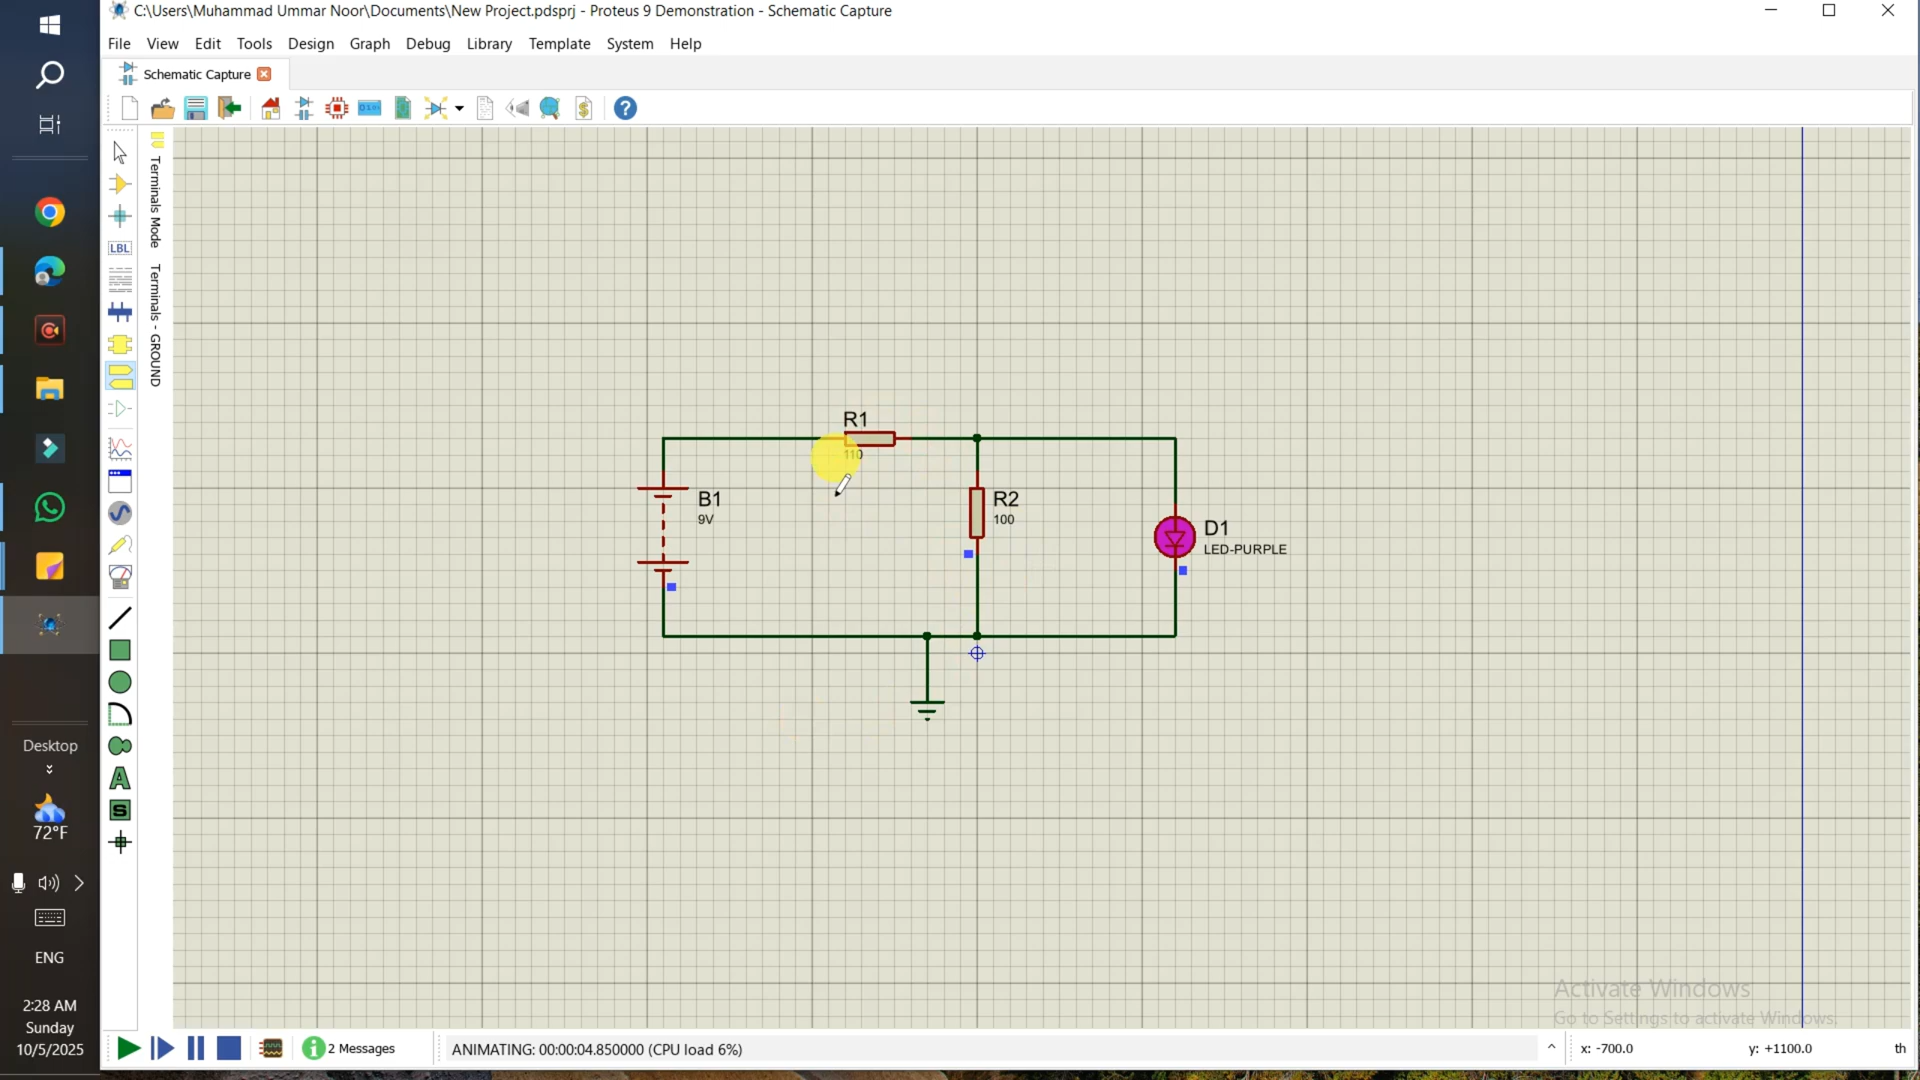 C:\Users\Muhammad Ummar Noor\Documents\New Project.pdsprj - Proteus 9 Demonstration - Schematic Capture
File View Edit Tools Design Graph Debug Library Template System Help
Schematic Capture
LBL
Terminals Mode
Terminals - GROUND
R1
110
B1
9V
R2
100
D1
LED-PURPLE
A
S
Desktop
72°F
ENG
2:28 AM
Sunday
10/5/2025
Activate Windows
Go to Settings to activate Windows.
2 Messages
ANIMATING: 00:00:04.850000 (CPU load 6%)
x: -700.0
y: +1100.0
th